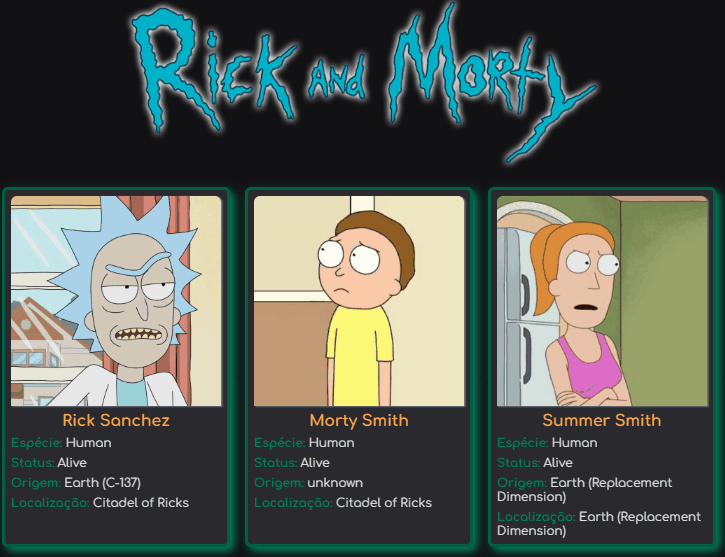 Rick and Morty
Rick Sanchez
Espécie: Human
Status: Alive
Origem: Earth (C-137)
Localização: Citadel of Ricks
Morty Smith
Espécie: Human
Status: Alive
Origem: unknown
Localização: Citadel of Ricks
Summer Smith
Espécie: Human
Status: Alive
Origem: Earth (Replacement
Dimension)
Localização: Earth (Replacement
Dimension)